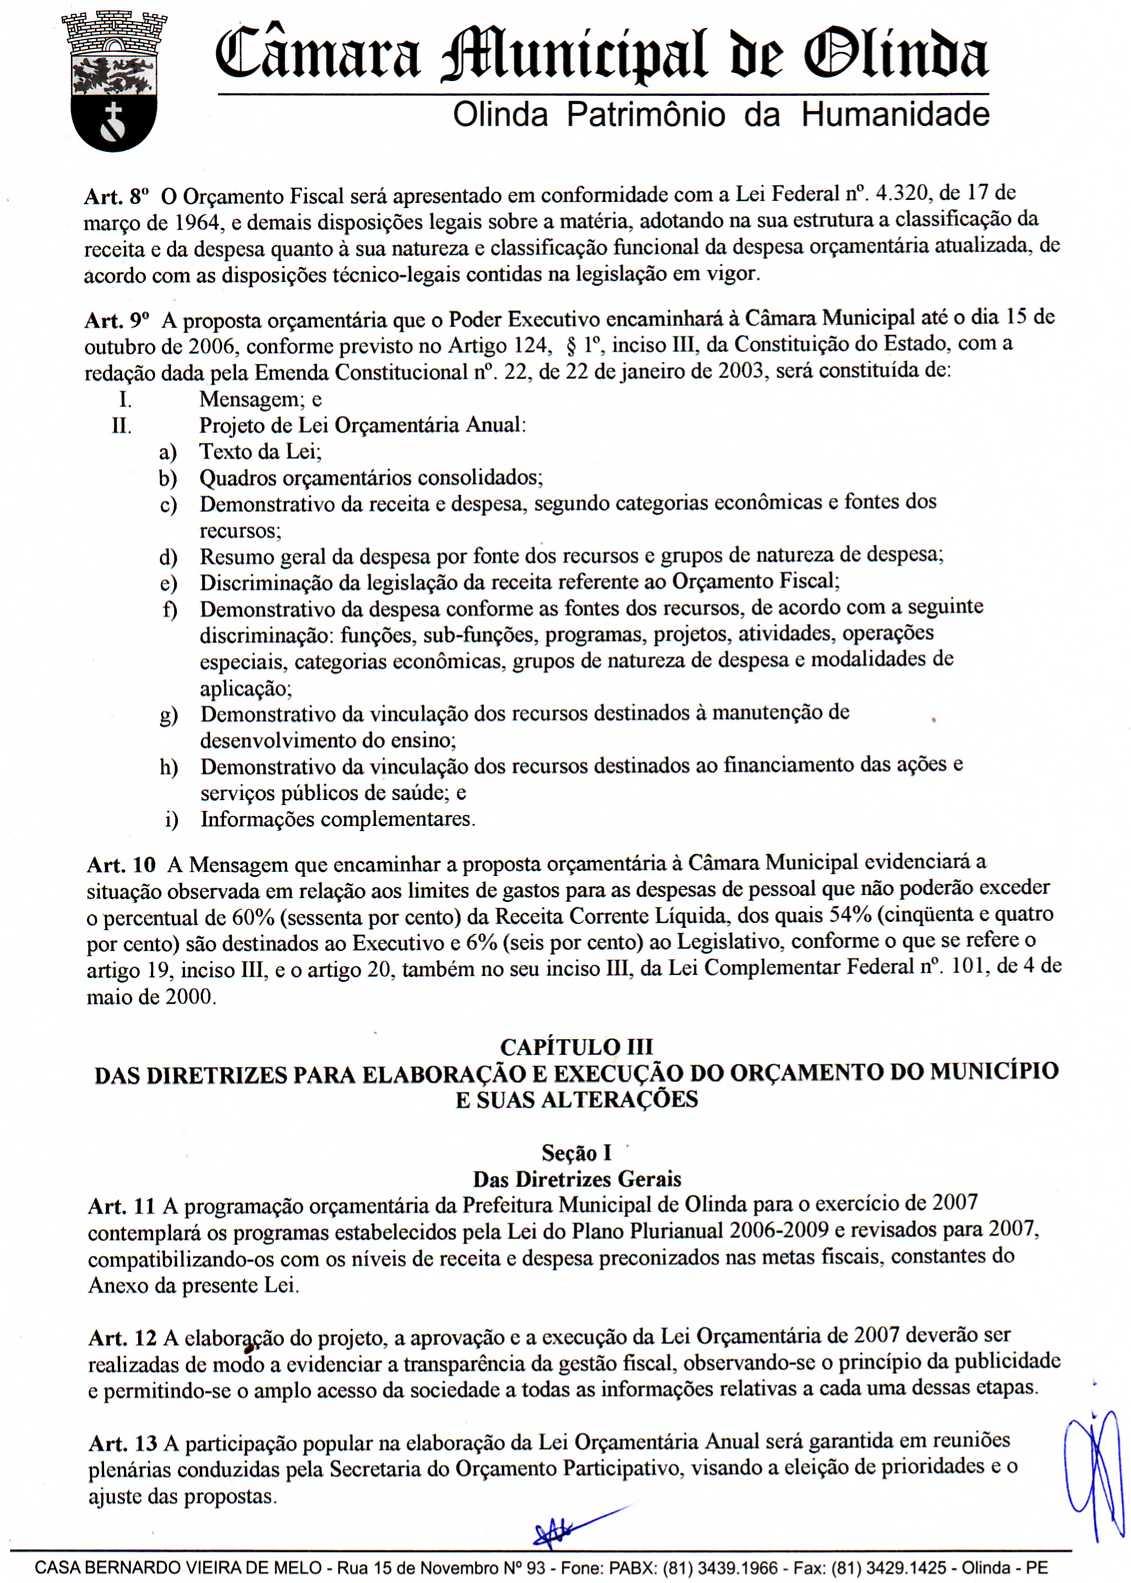 Câmara Municipal de Olinda
Olinda Patrimônio da Humanidade
Art. 8º O Orçamento Fiscal será apresentado em conformidade com a Lei Federal nº. 4.320, de 17 de
março de 1964, e demais disposições legais sobre a matéria, adotando na sua estrutura a classificação da
receita e da despesa quanto à sua natureza e classificação funcional da despesa orçamentária atualizada, de
acordo com as disposições técnico-legais contidas na legislação em vigor.
Art. 9º A proposta orçamentária que o Poder Executivo encaminhará à Câmara Municipal até o dia 15 de
outubro de 2006, conforme previsto no Artigo 124, § 1º, inciso III, da Constituição do Estado, com a
redação dada pela Emenda Constitucional nº. 22, de 22 de janeiro de 2003, será constituída de:
I. Mensagem; e
II. Projeto de Lei Orçamentária Anual:
a) Texto da Lei;
b) Quadros orçamentários consolidados;
c) Demonstrativo da receita e despesa, segundo categorias econômicas e fontes dos
recursos;
d) Resumo geral da despesa por fonte dos recursos e grupos de natureza de despesa;
e) Discriminação da legislação da receita referente ao Orçamento Fiscal;
f) Demonstrativo da despesa conforme as fontes dos recursos, de acordo com a seguinte
discriminação: funções, sub-funções, programas, projetos, atividades, operações
especiais, categorias econômicas, grupos de natureza de despesa e modalidades de
aplicação;
g) Demonstrativo da vinculação dos recursos destinados à manutenção de
desenvolvimento do ensino;
h) Demonstrativo da vinculação dos recursos destinados ao financiamento das ações e
serviços públicos de saúde; e
i) Informações complementares.
Art. 10 A Mensagem que encaminhar a proposta orçamentária à Câmara Municipal evidenciará a
situação observada em relação aos limites de gastos para as despesas de pessoal que não poderão exceder
o percentual de 60% (sessenta por cento) da Receita Corrente Líquida, dos quais 54% (cinqüenta e quatro
por cento) são destinados ao Executivo e 6% (seis por cento) ao Legislativo, conforme o que se refere o
artigo 19, inciso III, e o artigo 20, também no seu inciso III, da Lei Complementar Federal nº. 101, de 4 de
maio de 2000.
CAPÍTULO III
DAS DIRETRIZES PARA ELABORAÇÃO E EXECUÇÃO DO ORÇAMENTO DO MUNICÍPIO
E SUAS ALTERAÇÕES
Seção I
Das Diretrizes Gerais
Art. 11 A programação orçamentária da Prefeitura Municipal de Olinda para o exercício de 2007
contemplará os programas estabelecidos pela Lei do Plano Plurianual 2006-2009 e revisados para 2007,
compatibilizando-os com os níveis de receita e despesa preconizados nas metas fiscais, constantes do
Anexo da presente Lei.
Art. 12 A elaboração do projeto, a aprovação e a execução da Lei Orçamentária de 2007 deverão ser
realizadas de modo a evidenciar a transparência da gestão fiscal, observando-se o princípio da publicidade
e permitindo-se o amplo acesso da sociedade a todas as informações relativas a cada uma dessas etapas.
Art. 13 A participação popular na elaboração da Lei Orçamentária Anual será garantida em reuniões
plenárias conduzidas pela Secretaria do Orçamento Participativo, visando a eleição de prioridades e o
ajuste das propostas.
CASA BERNARDO VIEIRA DE MELO - Rua 15 de Novembro Nº 93 - Fone: PABX: (81) 3439.1966 - Fax: (81) 3429.1425 - Olinda - PE